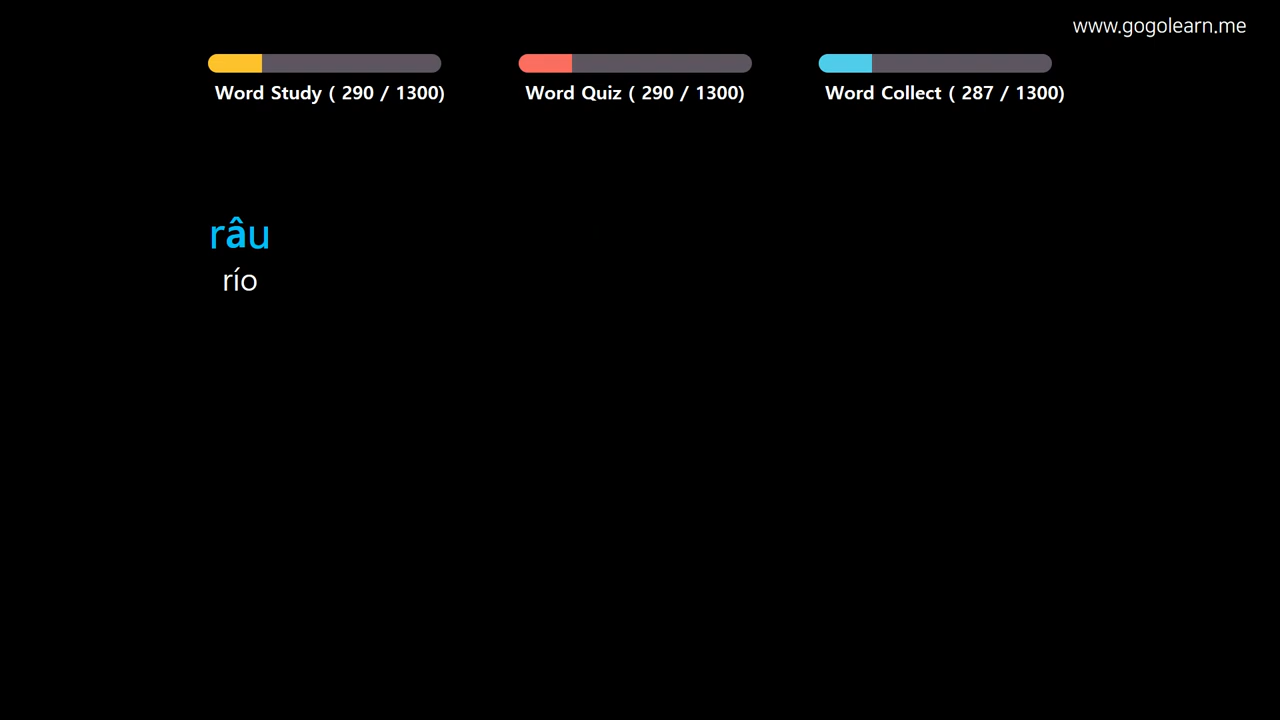 www.gogolearn.me
Word Study ( 290 / 1300)
Word Quiz ( 290 / 1300)
Word Collect ( 287 / 1300)
râu
río